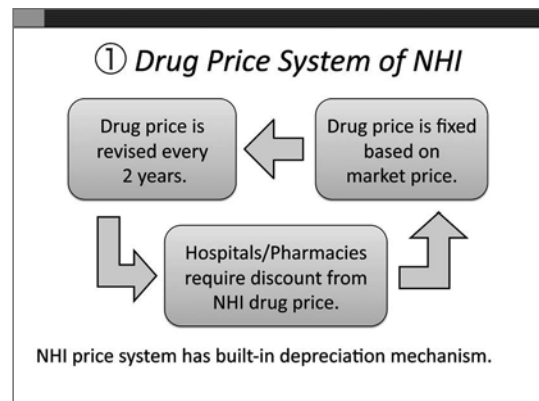 ① Drug Price System of NHI
Drug price is
revised every
2 years.
Drug price is fixed
based on
market price.
Hospitals/Pharmacies
require discount from
NHI drug price.
NHI price system has built-in depreciation mechanism.